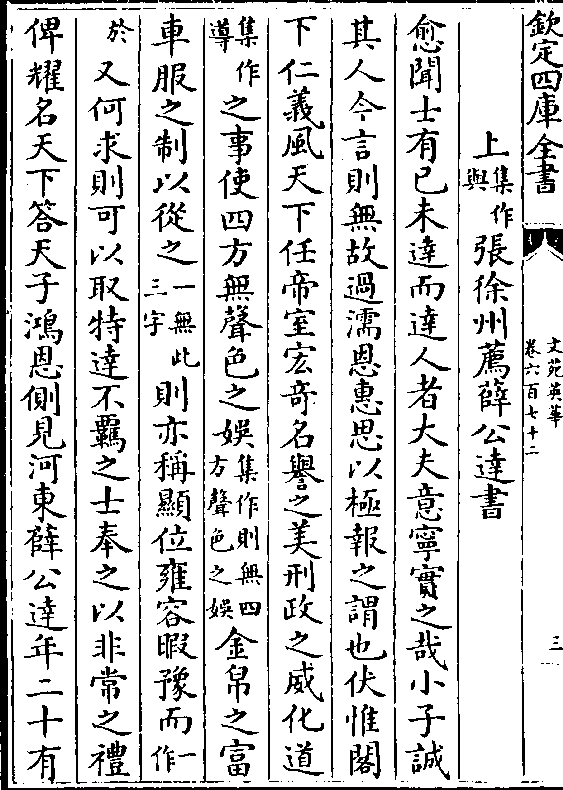 欽定四庫全書
文苑英華
卷六百七十二
三
上集作與張徐州薦薛公達書
愈聞士有已未達而達人者大夫意寧實之哉小子誠
其人今言則無故過濡恩惠思以極報之謂也伏惟閣
下仁義風天下任帝室宏奇名譽之美刑政之威化道
集作導之事使四方無聲色之娛集作則無四方聲色之娛金帛之富
車服之制以從之一無此三字則亦稱顯位雍容暇豫而一作
於又何求則可以取特達不羈之士奉之以非常之禮
俾耀名天下答天子鴻恩側見河東薛公達年二十有